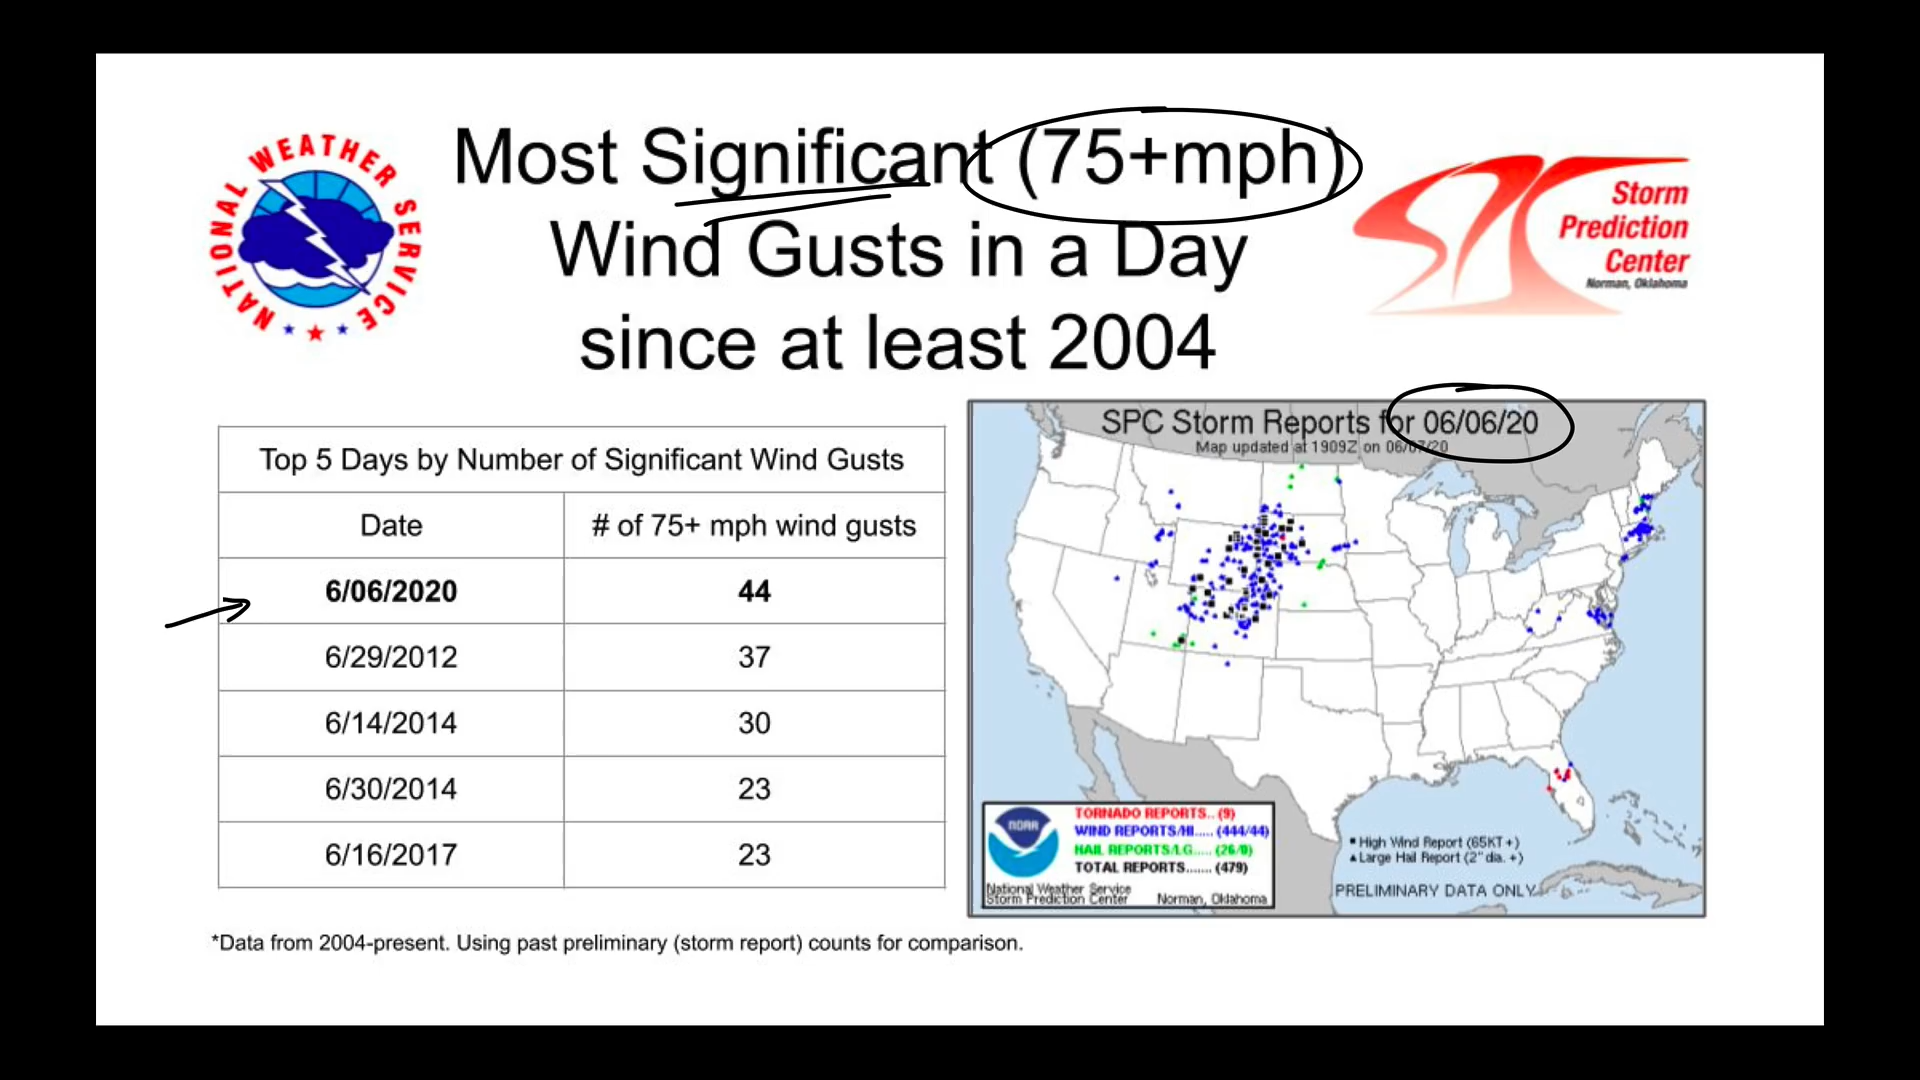 NATIONAL WEATHER SERVICE
Most Significant (75+mph)
Wind Gusts in a Day
since at least 2004
Storm
Prediction
Center
Norman, Oklahoma
Top 5 Days by Number of Significant Wind Gusts
Date # of 75+ mph wind gusts
6/06/2020 44
6/29/2012 37
6/14/2014 30
6/30/2014 23
6/16/2017 23
SPC Storm Reports for 06/06/20
Map updated at 1909Z on 06/07/20
NOAA
TORNADO REPORTS.. (9)
WIND REPORTS/HI..... (444/44)
HAIL REPORTS/LG..... (26/0)
TOTAL REPORTS....... (479)
National Weather Service
Storm Prediction Center Norman, Oklahoma
High Wind Report (65KT +)
Large Hail Report (2" dia. +)
PRELIMINARY DATA ONLY
*Data from 2004-present. Using past preliminary (storm report) counts for comparison.